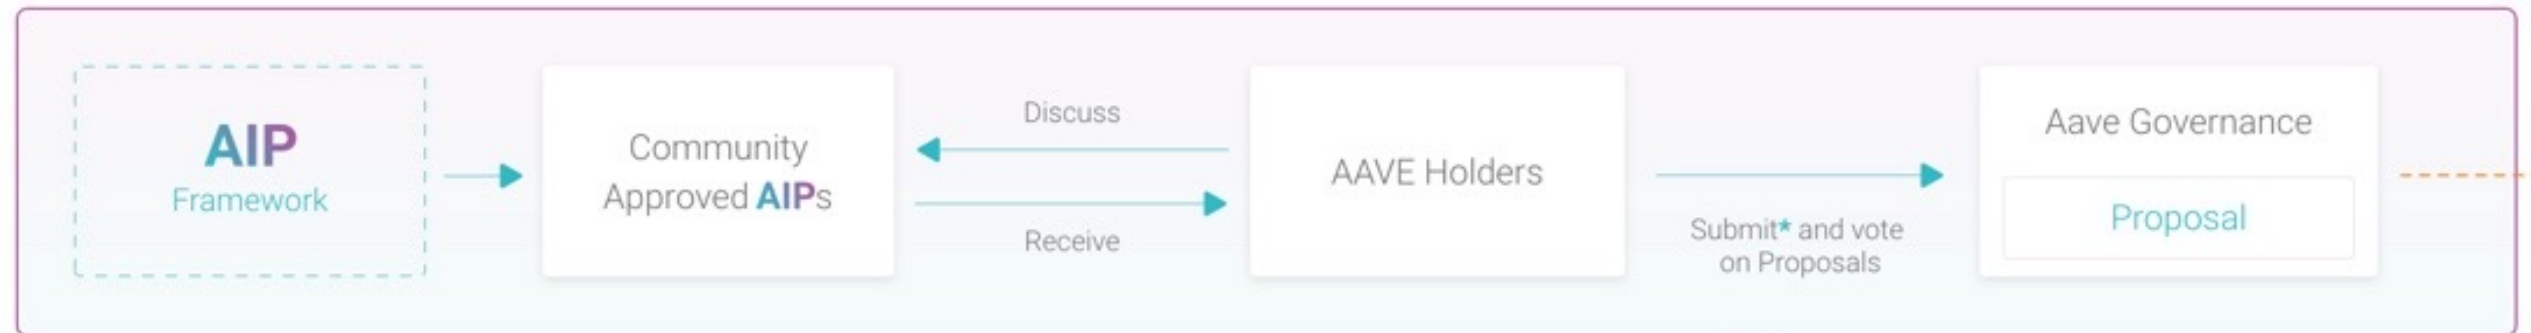 AIP
Framework
Community
Approved AIPs
Discuss
Receive
AAVE Holders
Submit* and vote
on Proposals
Aave Governance
Proposal